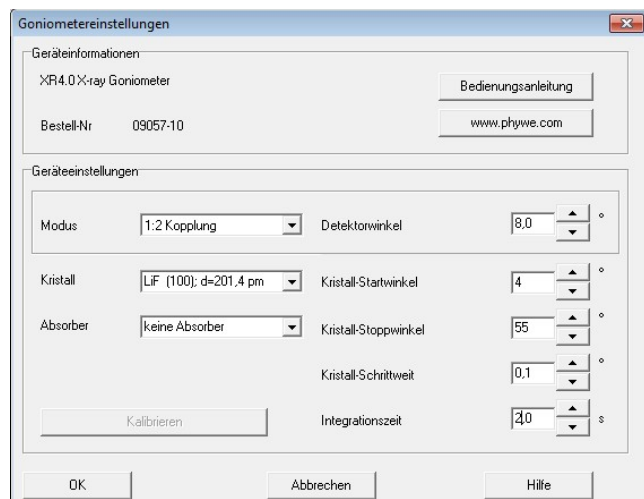 Goniometereinstellungen
Geräteinformationen
XR4.0 X-ray Goniometer
Bedienungsanleitung
Bestell-Nr 09057-10
www.phywe.com
Geräteeinstellungen
Modus 1:2 Kopplung Detektorwinkel 8,0 °
Kristall LiF (100); d=201,4 pm Kristall-Startwinkel 4 °
Absorber keine Absorber Kristall-Stoppwinkel 55 °
Kristall-Schrittweit 0,1 °
Kalibrieren Integrationszeit 2,0 s
OK Abbrechen Hilfe